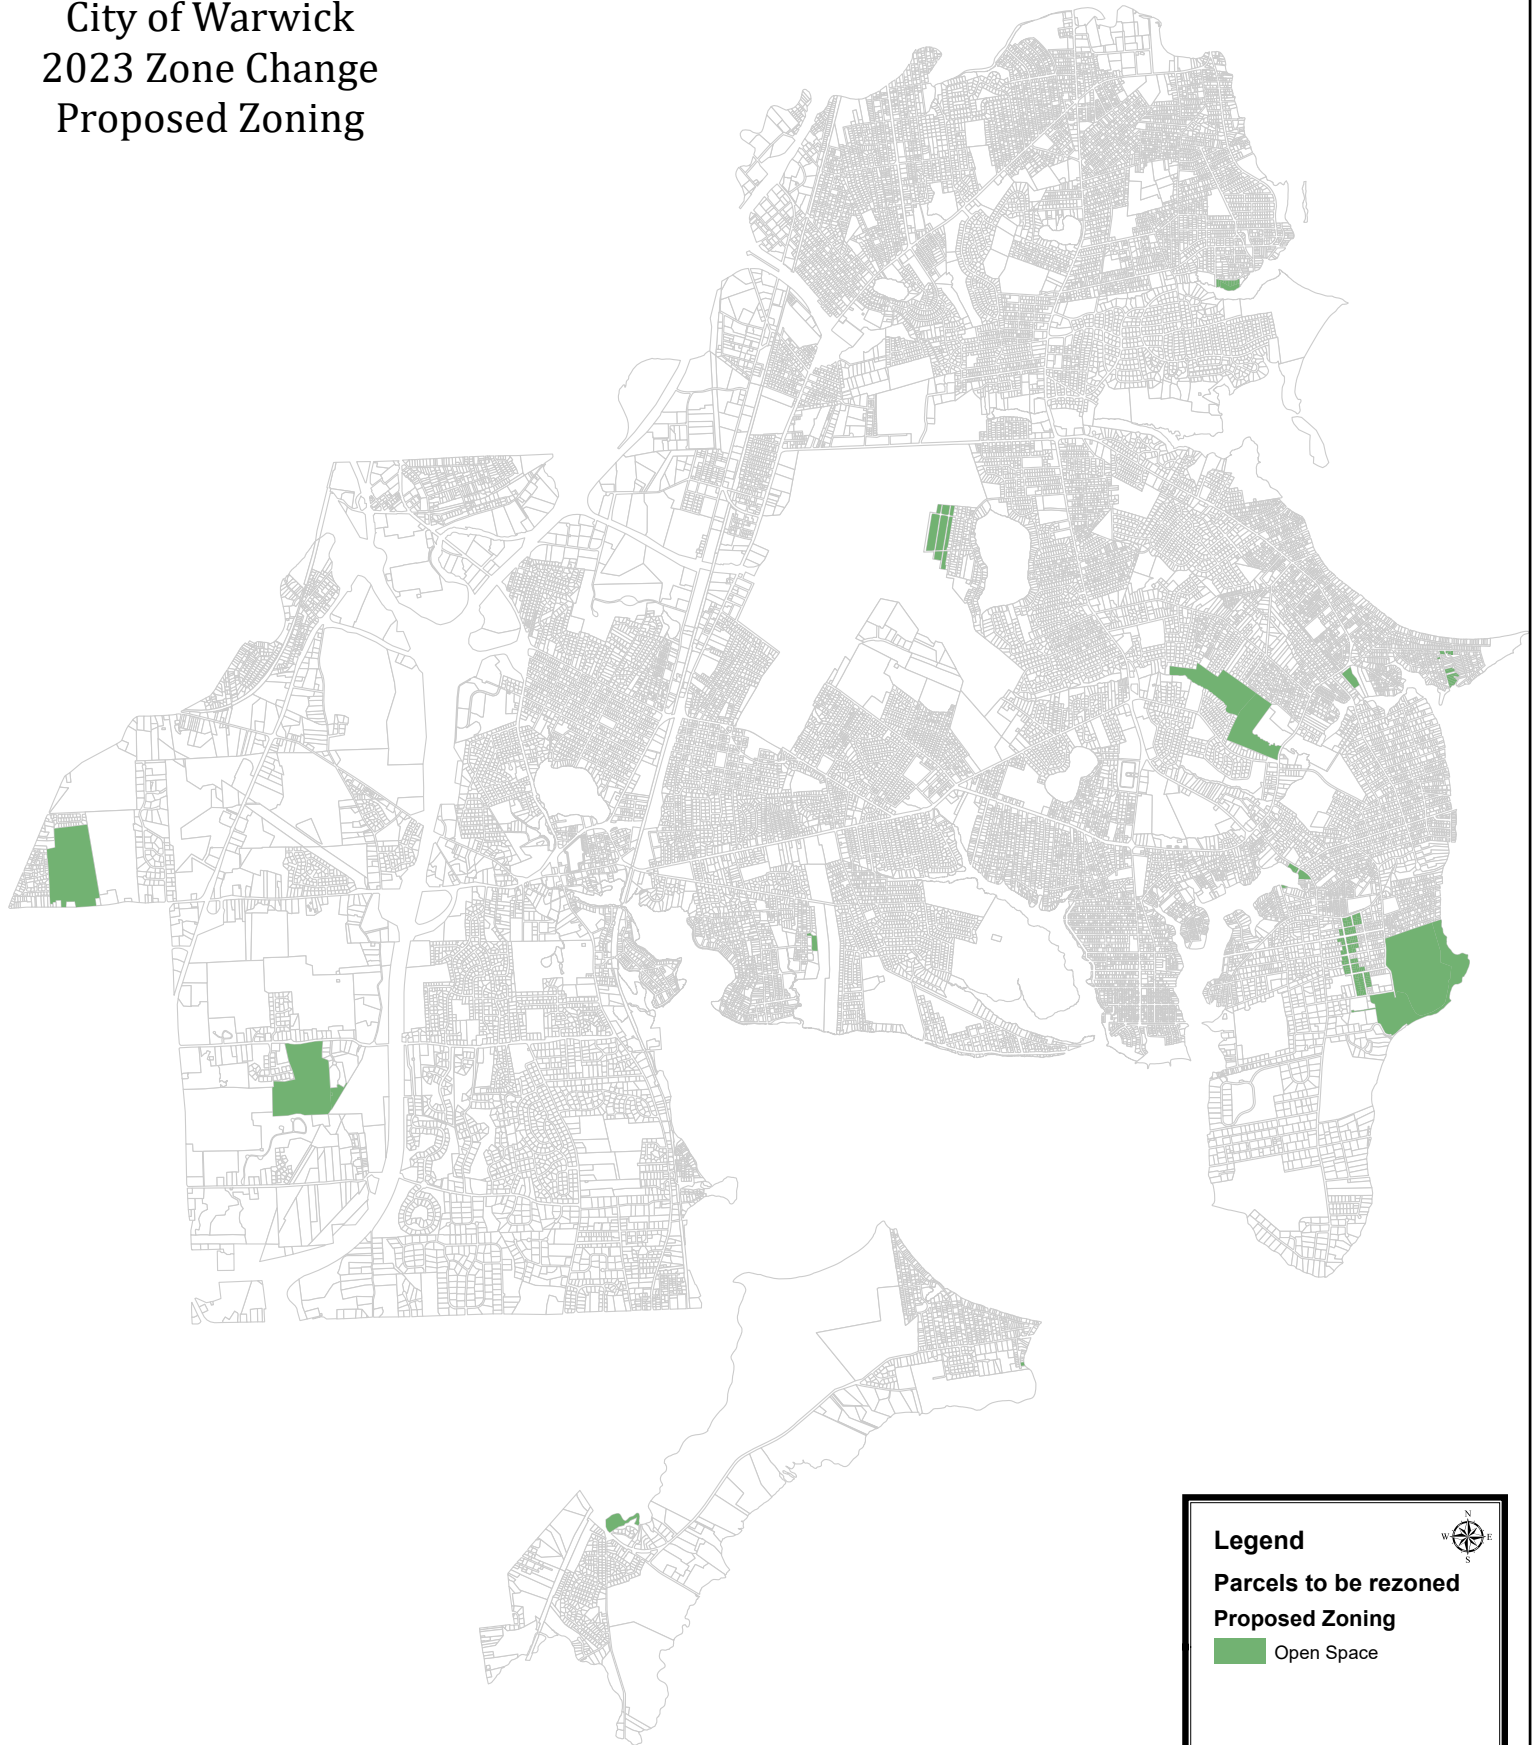 City of Warwick
2023 Zone Change
Proposed Zoning
Legend
N
W
E
S
Parcels to be rezoned
Proposed Zoning
Open Space